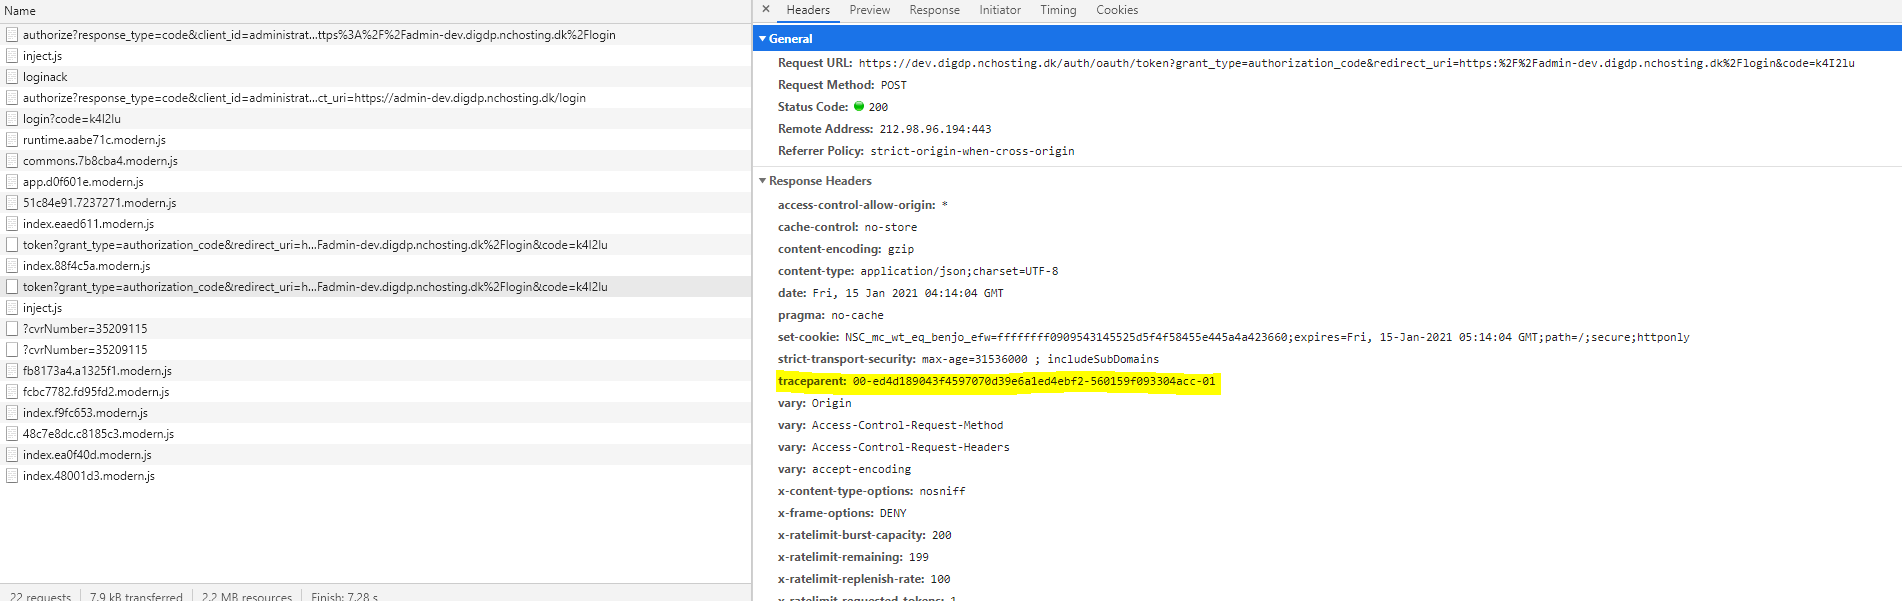 Name
authorize?response_type=code&client_id=administrat...ttps%3A%2F%2Fadmin-dev.digdp.nchosting.dk%2Flogin
inject.js
loginack
authorize?response_type=code&client_id=administrat...ct_uri=https://admin-dev.digdp.nchosting.dk/login
login?code=k4I2lu
runtime.aabe71c.modern.js
commons.7b8cba4.modern.js
app.d0f601e.modern.js
51c84e91.7237271.modern.js
index.eaed611.modern.js
token?grant_type=authorization_code&redirect_uri=h...Fadmin-dev.digdp.nchosting.dk%2Flogin&code=k4I2lu
index.88f4c5a.modern.js
token?grant_type=authorization_code&redirect_uri=h...Fadmin-dev.digdp.nchosting.dk%2Flogin&code=k4I2lu
inject.js
?cvrNumber=35209115
?cvrNumber=35209115
fb8173a4.a1325f1.modern.js
fcbc7782.fd95fd2.modern.js
index.f9fc653.modern.js
48c7e8dc.c8185c3.modern.js
index.ea0f40d.modern.js
index.48001d3.modern.js
22 requests 7.9 kB transferred 2.2 MB resources Finish: 7.28 s
× Headers Preview Response Initiator Timing Cookies
General
Request URL: https://dev.digdp.nchosting.dk/auth/oauth/token?grant_type=authorization_code&redirect_uri=https:%2F%2Fadmin-dev.digdp.nchosting.dk%2Flogin&code=k4I2lu
Request Method: POST
Status Code: 200
Remote Address: 212.98.96.194:443
Referrer Policy: strict-origin-when-cross-origin
Response Headers
access-control-allow-origin: *
cache-control: no-store
content-encoding: gzip
content-type: application/json;charset=UTF-8
date: Fri, 15 Jan 2021 04:14:04 GMT
pragma: no-cache
set-cookie: NSC_mc_wt_eq_benjo_efw=ffffffff0909543145525d5f4f58455e445a4a423660;expires=Fri, 15-Jan-2021 05:14:04 GMT;path=/;secure;httponly
strict-transport-security: max-age=31536000 ; includeSubDomains
traceparent: 00-ed4d189043f4597070d39e6a1ed4ebf2-560159f093304acc-01
vary: Origin
vary: Access-Control-Request-Method
vary: Access-Control-Request-Headers
vary: accept-encoding
x-content-type-options: nosniff
x-frame-options: DENY
x-ratelimit-burst-capacity: 200
x-ratelimit-remaining: 199
x-ratelimit-replenish-rate: 100
x-ratelimit-requested-tokens: 1